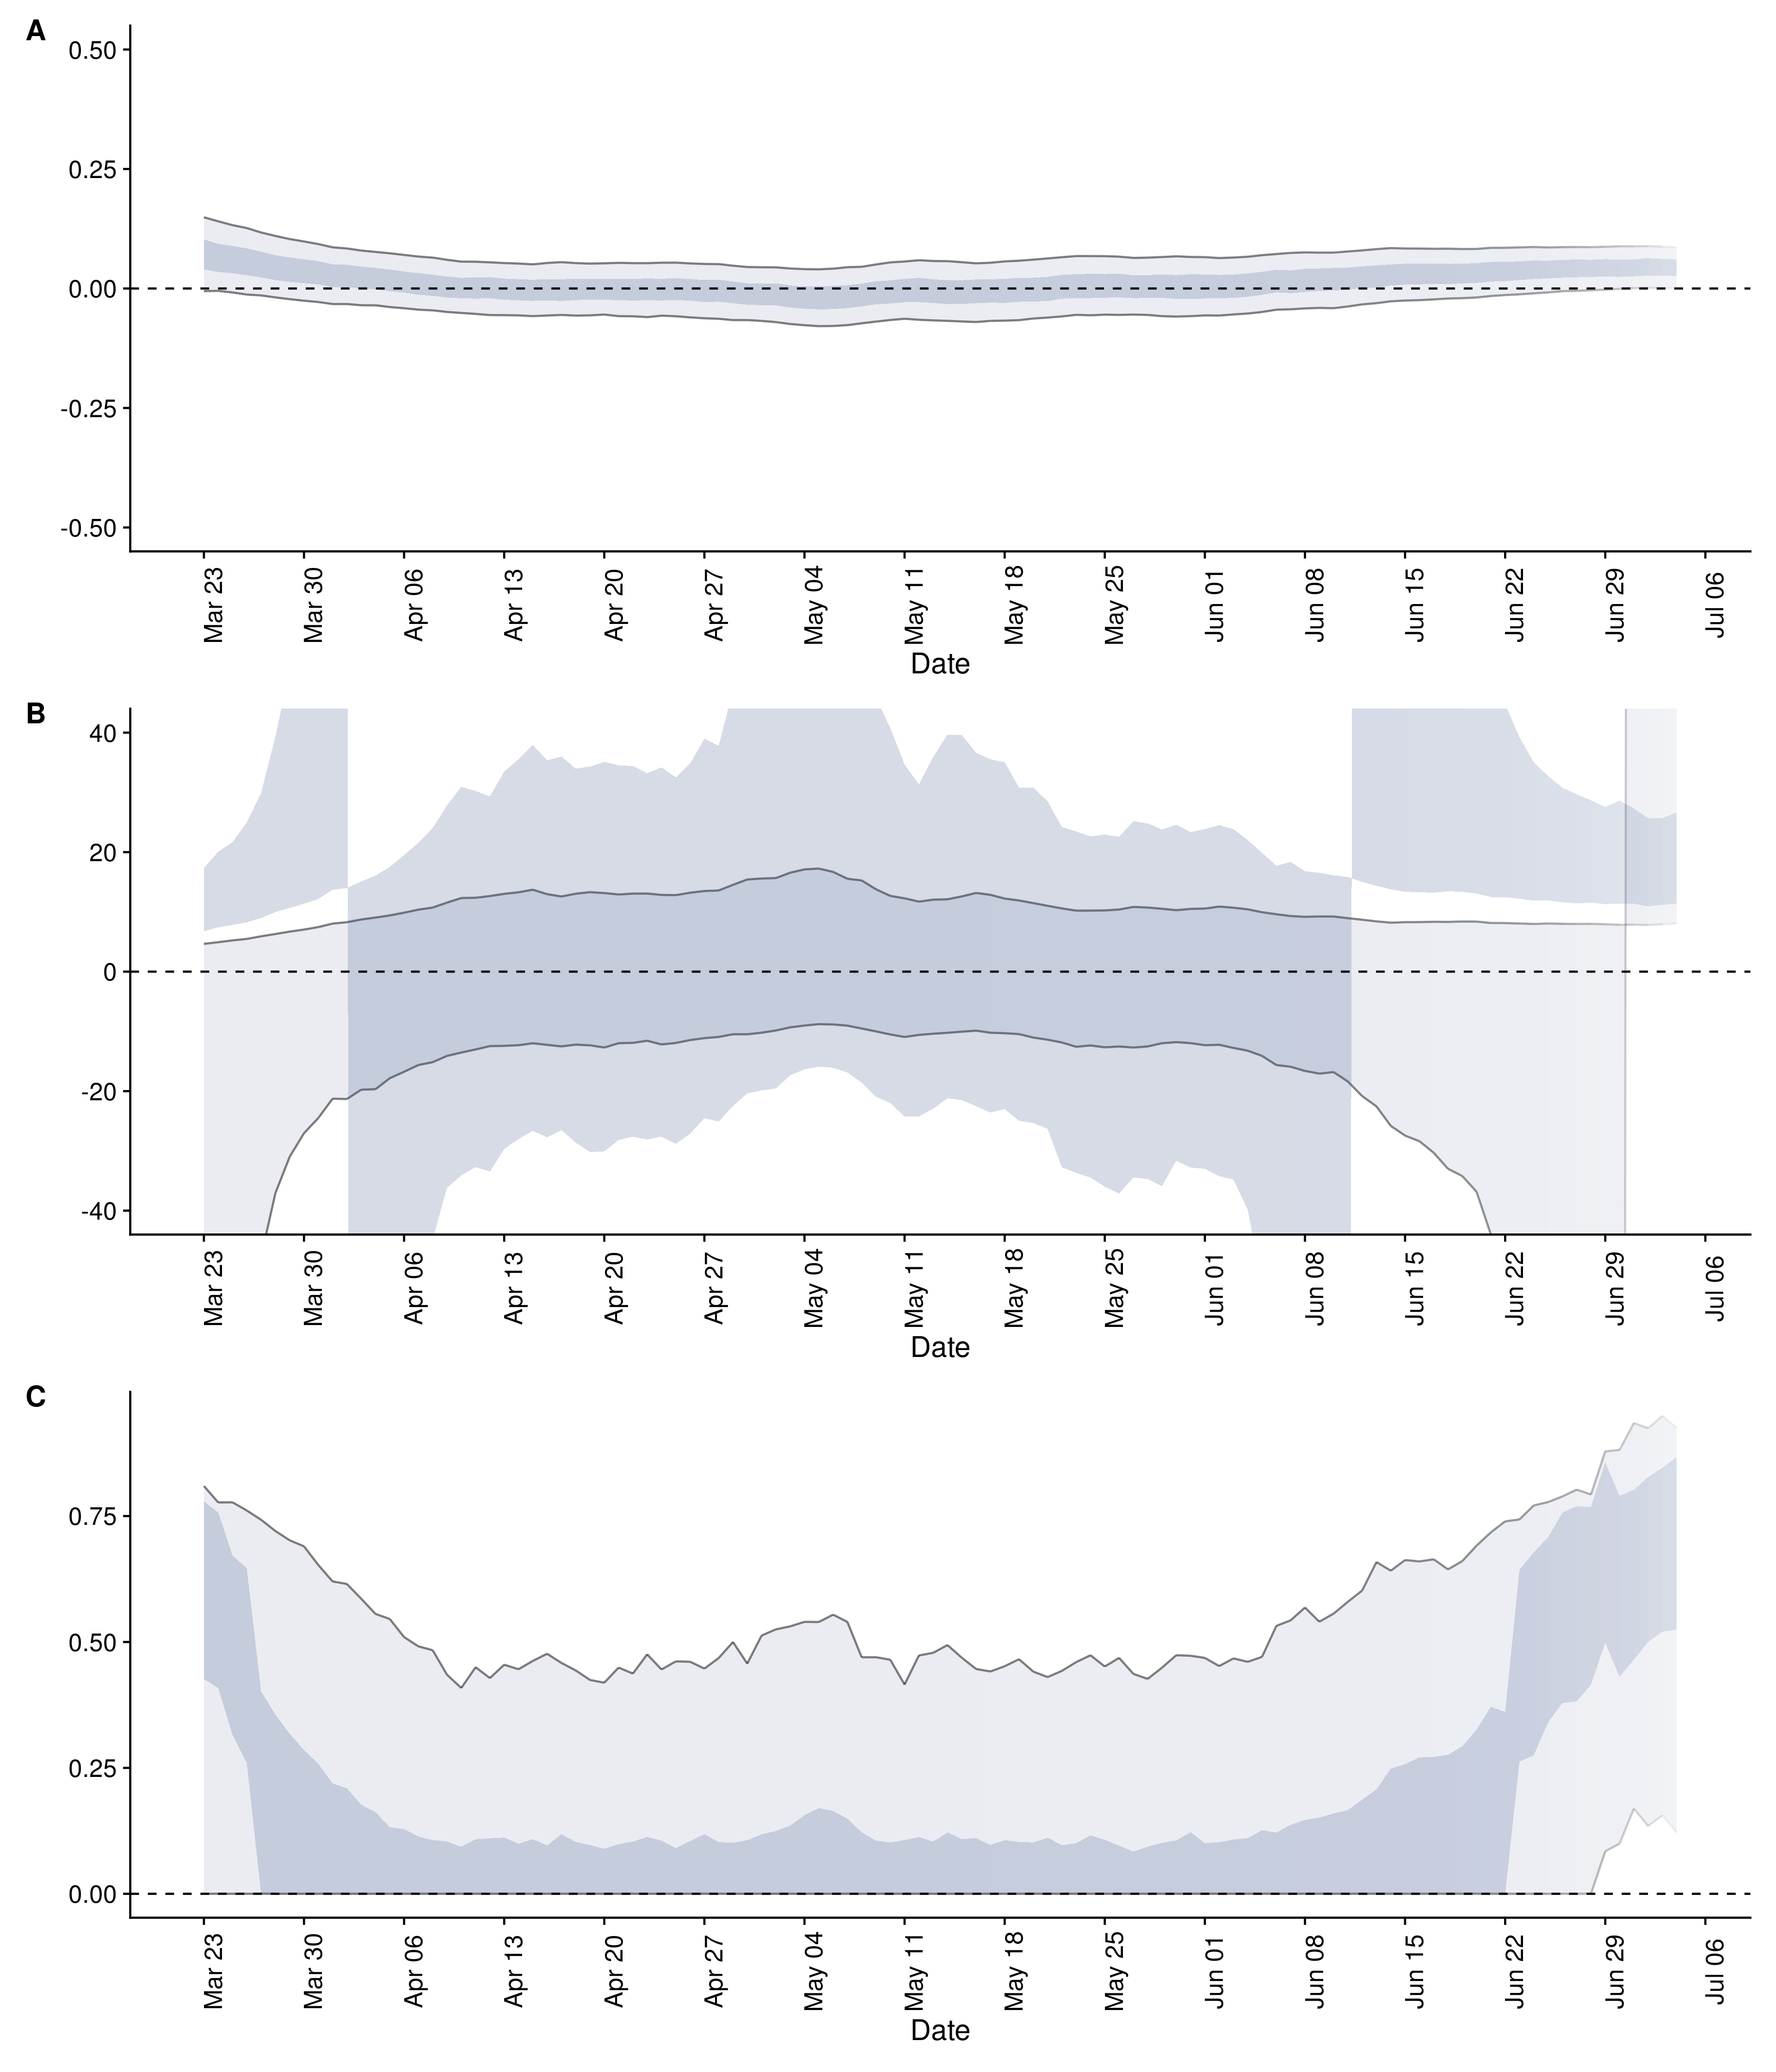 A
0.50
0.25
0.00
-0.25
-0.50
Mar 23
Mar 30
Apr 06
Apr 13
Apr 20
Apr 27
May 04
May 11
May 18
May 25
Jun 01
Jun 08
Jun 15
Jun 22
Jun 29
Jul 06
Date
B
40
20
0
-20
-40
Mar 23
Mar 30
Apr 06
Apr 13
Apr 20
Apr 27
May 04
May 11
May 18
May 25
Jun 01
Jun 08
Jun 15
Jun 22
Jun 29
Jul 06
Date
C
0.75
0.50
0.25
0.00
Mar 23
Mar 30
Apr 06
Apr 13
Apr 20
Apr 27
May 04
May 11
May 18
May 25
Jun 01
Jun 08
Jun 15
Jun 22
Jun 29
Jul 06
Date